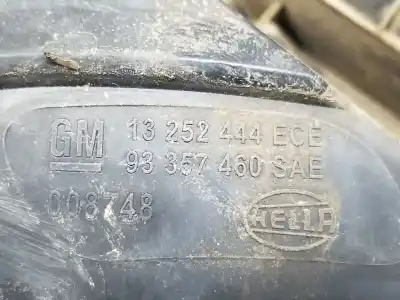 GM 13 252 444 ECE
93 357 460 SAE
008748
HELLA